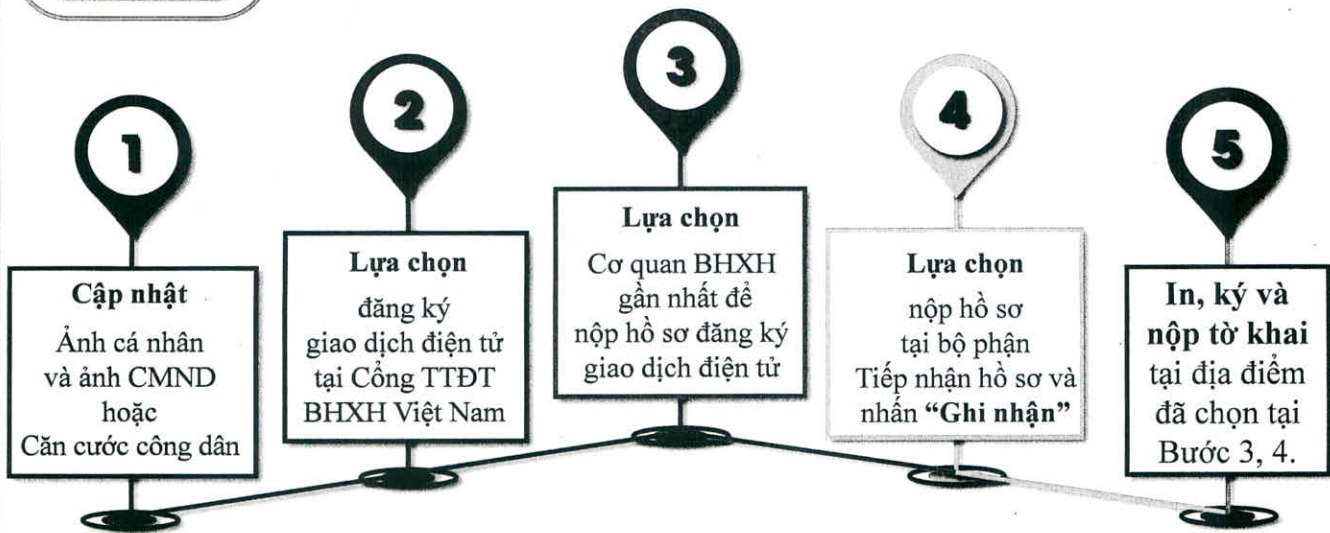 1
Cập nhật
Ảnh cá nhân
và ảnh CMND
hoặc
Căn cước công dân
2
Lựa chọn
đăng ký
giao dịch điện tử
tại Cổng TTĐT
BHXH Việt Nam
3
Lựa chọn
Cơ quan BHXH
gần nhất để
nộp hồ sơ đăng ký
giao dịch điện tử
4
Lựa chọn
nộp hồ sơ
tại bộ phận
Tiếp nhận hồ sơ và
nhấn “Ghi nhận”
5
In, ký và
nộp tờ khai
tại địa điểm
đã chọn tại
Bước 3, 4.